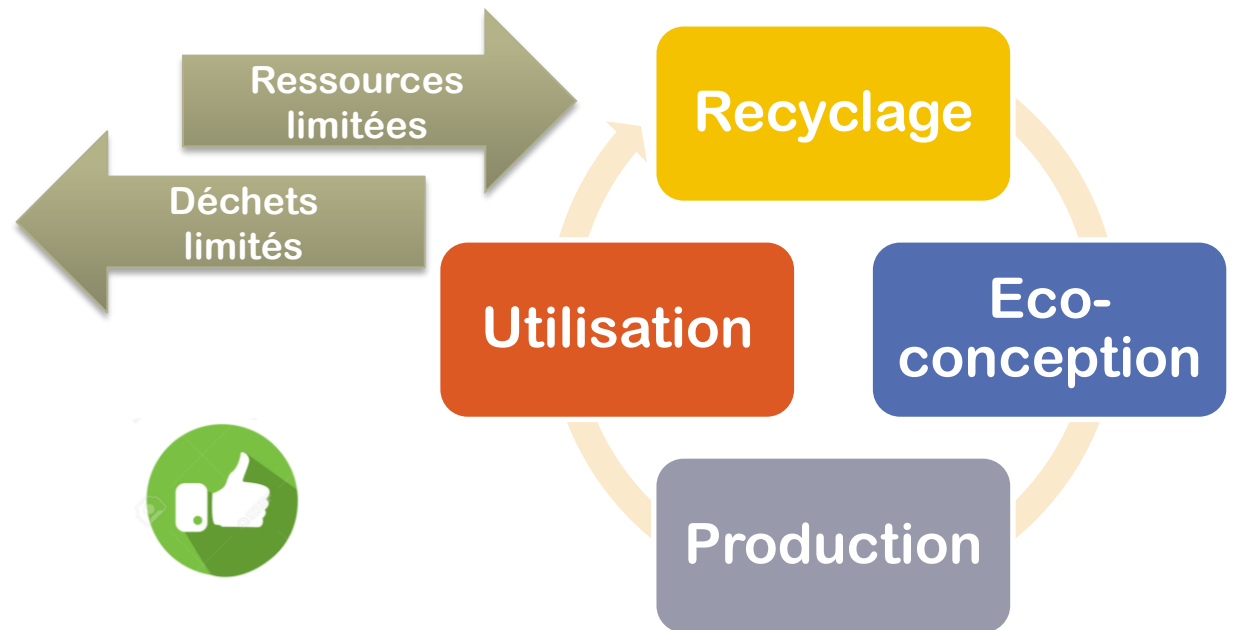 Ressources
limitées
Déchets
limités
Recyclage
Utilisation
Eco-
conception
Production